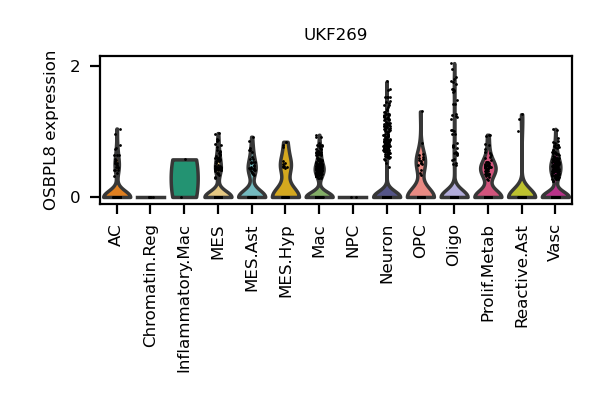 UKF269
OSBPL8 expression
2
0
AC
Chromatin.Reg
Inflammatory.Mac
MES
MES.Ast
MES.Hyp
Mac
NPC
Neuron
OPC
Oligo
Prolif.Metab
Reactive.Ast
Vasc